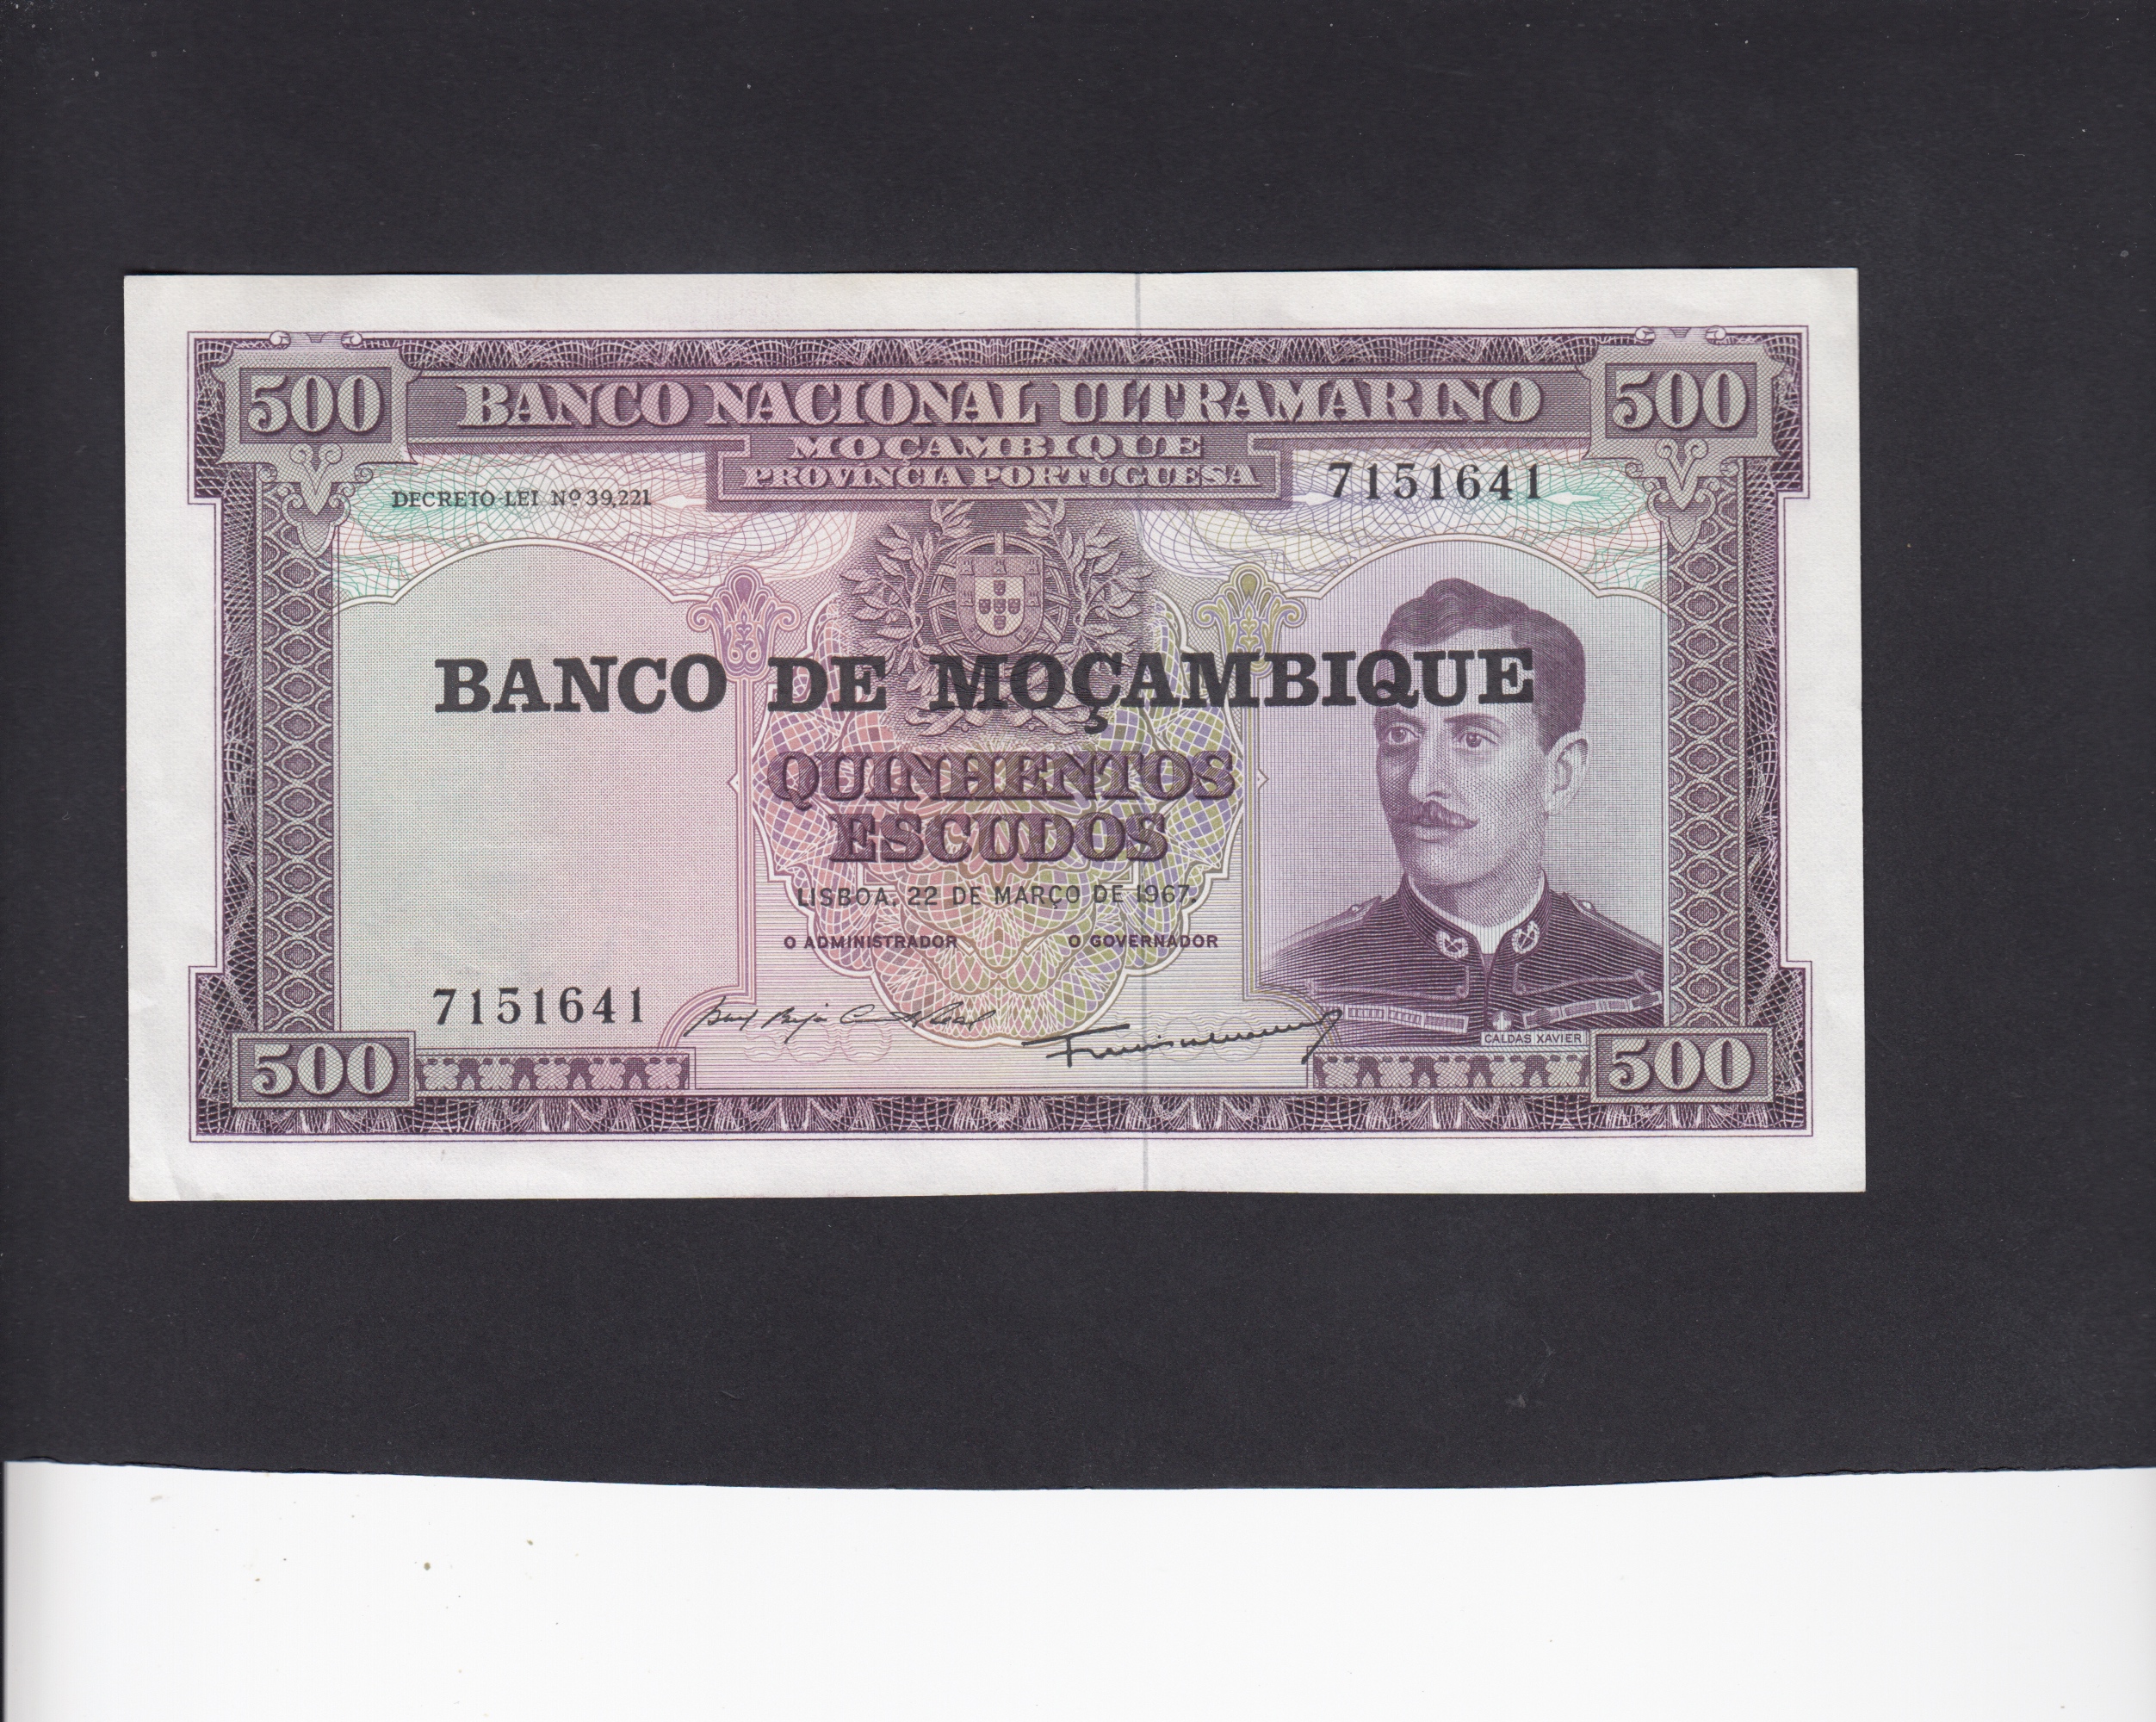 500 BANCO NACIONAL ULTRAMARINO 500
MOÇAMBIQUE
PROVÍNCIA PORTUGUESA
DECRETO-LEI Nº 39,221
7151641
BANCO DE MOÇAMBIQUE
QUINHENTOS
ESCUDOS
LISBOA, 22 DE MARÇO DE 1967.
O ADMINISTRADOR O GOVERNADOR
7151641
CALDAS XAVIER
500 500